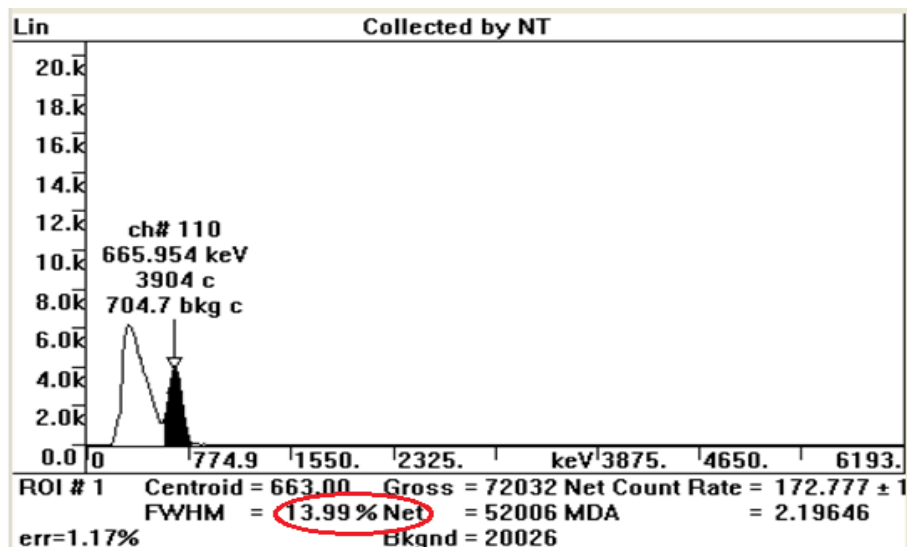 Lin Collected by NT
20.k
18.k
16.k
14.k
12.k
ch# 110
665.954 keV
10.k
3904 c
8.0k
704.7 bkg c
6.0k
4.0k
2.0k
0.0 0 774.9 1550. 2325. keV 3875. 4650. 6193.
ROI # 1 Centroid = 663.00 Gross = 72032 Net Count Rate = 172.777 ± 1
FWHM = 13.99 % Net = 52006 MDA = 2.19646
err=1.17% Bkgnd = 20026